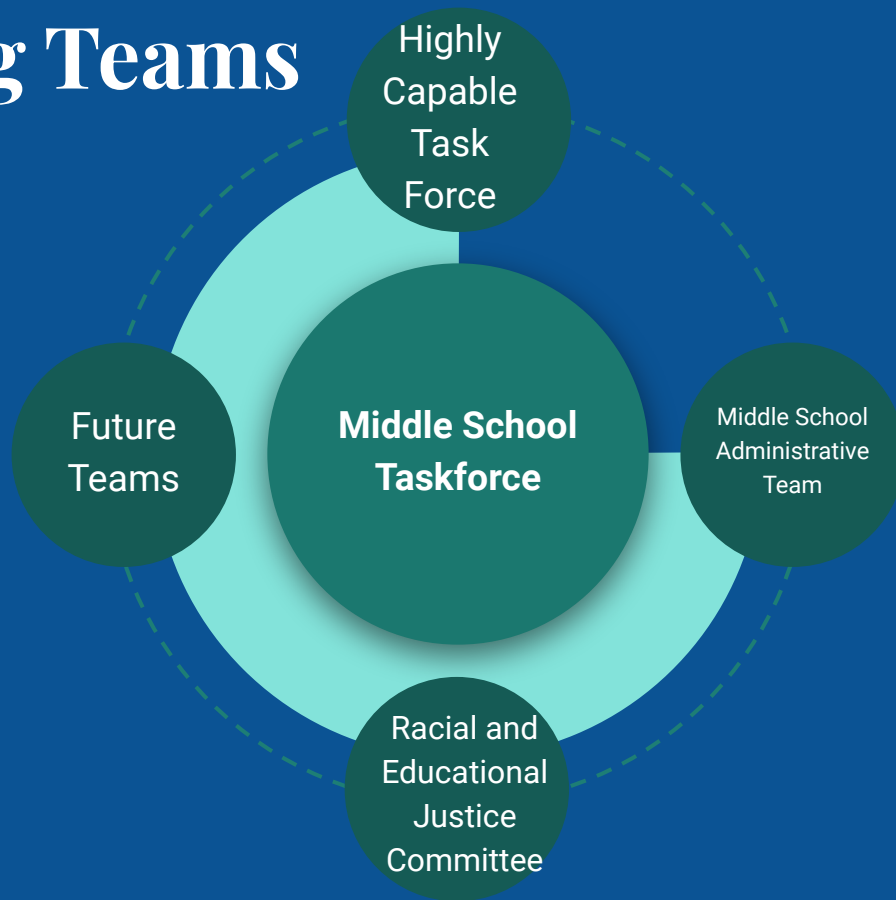 g Teams
Highly
Capable
Task
Force
Future
Teams
Middle School
Taskforce
Middle School
Administrative
Team
Racial and
Educational
Justice
Committee